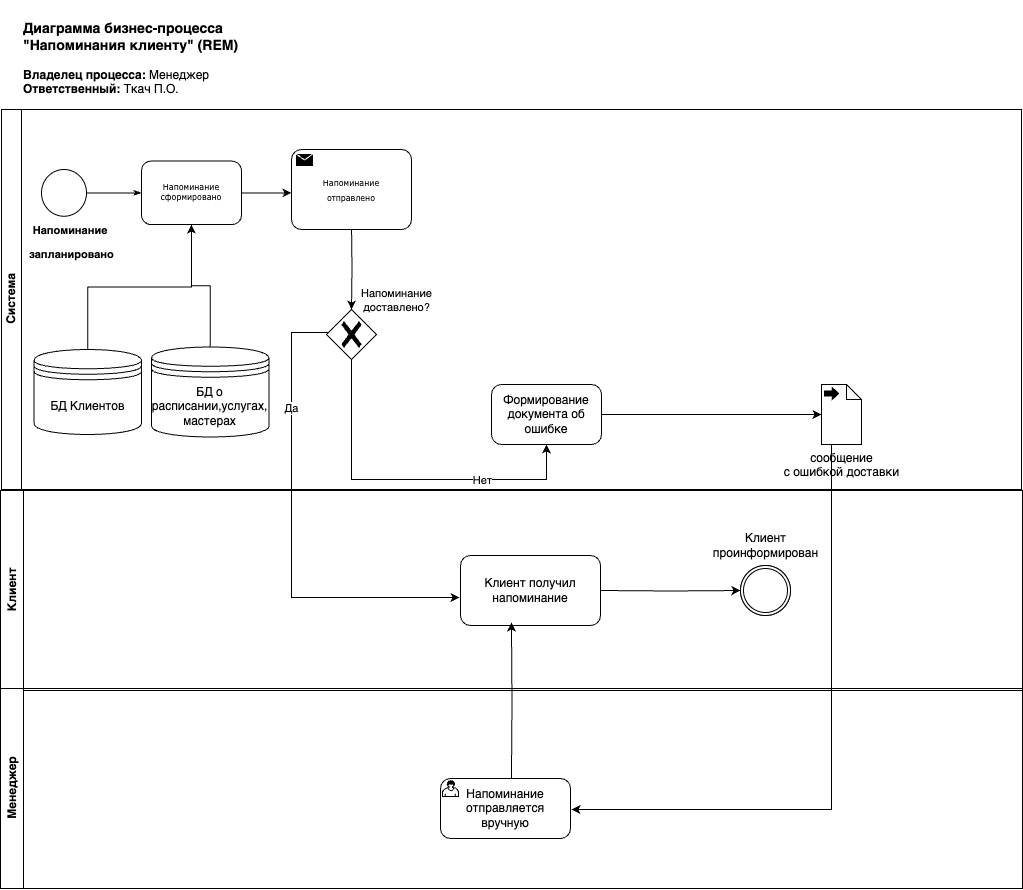 Диаграмма бизнес-процесса
"Напоминания клиенту" (REM)
Владелец процесса: Менеджер
Ответственный: Ткач П.О.
Система
Напоминание
запланировано
Напоминание
сформировано
Напоминание
отправлено
Напоминание
доставлено?
БД Клиентов
БД о
расписании,услугах,
мастерах
Да
Нет
Формирование
документа об
ошибке
сообщение
с ошибкой доставки
Клиент
Клиент получил
напоминание
Клиент
проинформирован
Менеджер
Напоминание
отправляется
вручную